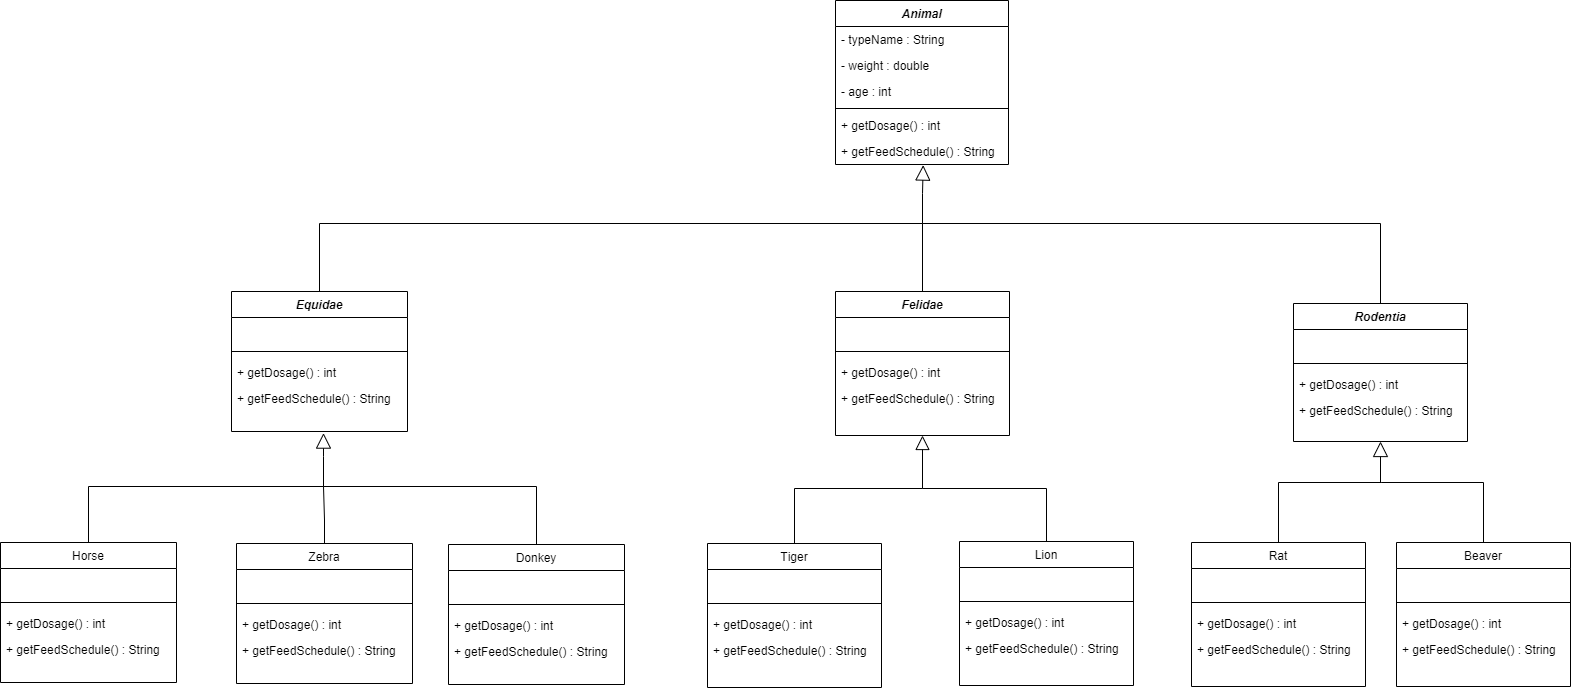 Animal
- typeName : String
- weight : double
- age : int
+ getDosage() : int
+ getFeedSchedule() : String
Equidae
+ getDosage() : int
+ getFeedSchedule() : String
Felidae
+ getDosage() : int
+ getFeedSchedule() : String
Rodentia
+ getDosage() : int
+ getFeedSchedule() : String
Horse
+ getDosage() : int
+ getFeedSchedule() : String
Zebra
+ getDosage() : int
+ getFeedSchedule() : String
Donkey
+ getDosage() : int
+ getFeedSchedule() : String
Tiger
+ getDosage() : int
+ getFeedSchedule() : String
Lion
+ getDosage() : int
+ getFeedSchedule() : String
Rat
+ getDosage() : int
+ getFeedSchedule() : String
Beaver
+ getDosage() : int
+ getFeedSchedule() : String